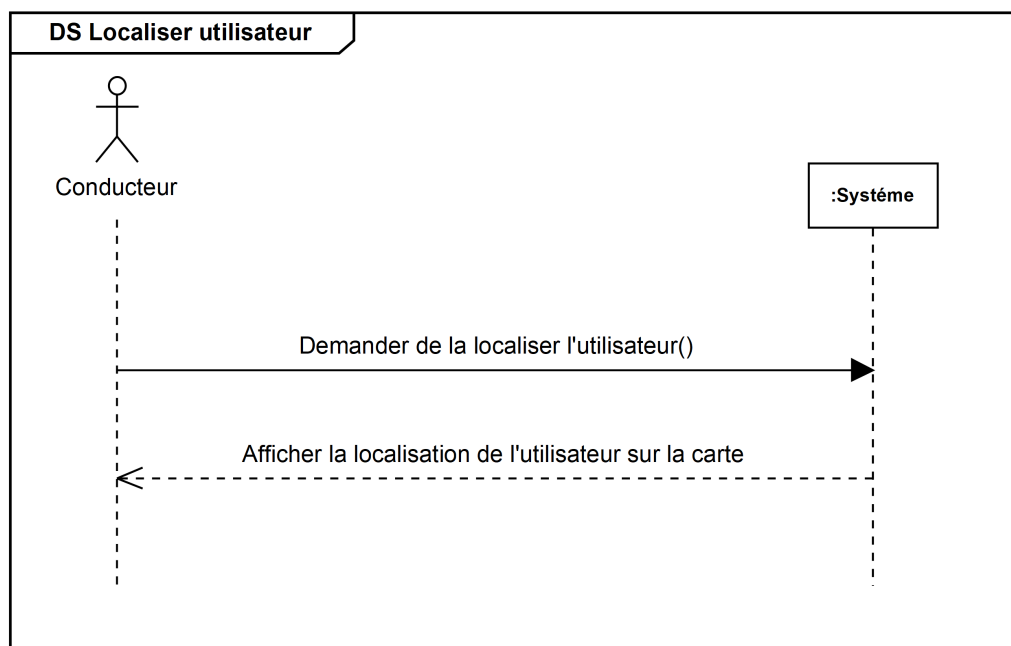 DS Localiser utilisateur
Conducteur
:Systéme
Demander de la localiser l'utilisateur()
Afficher la localisation de l'utilisateur sur la carte